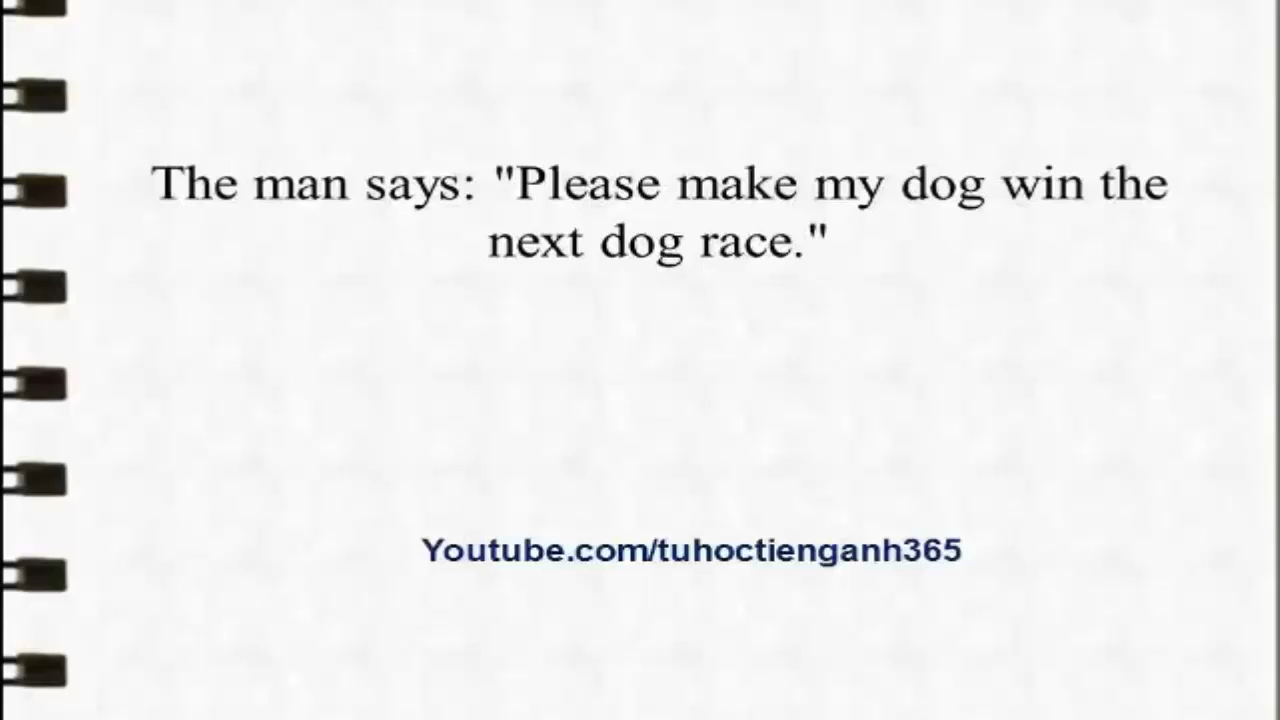 The man says: "Please make my dog win the
next dog race."
Youtube.com/tuhoctienganh365